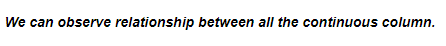 We can observe relationship between all the continuous column.